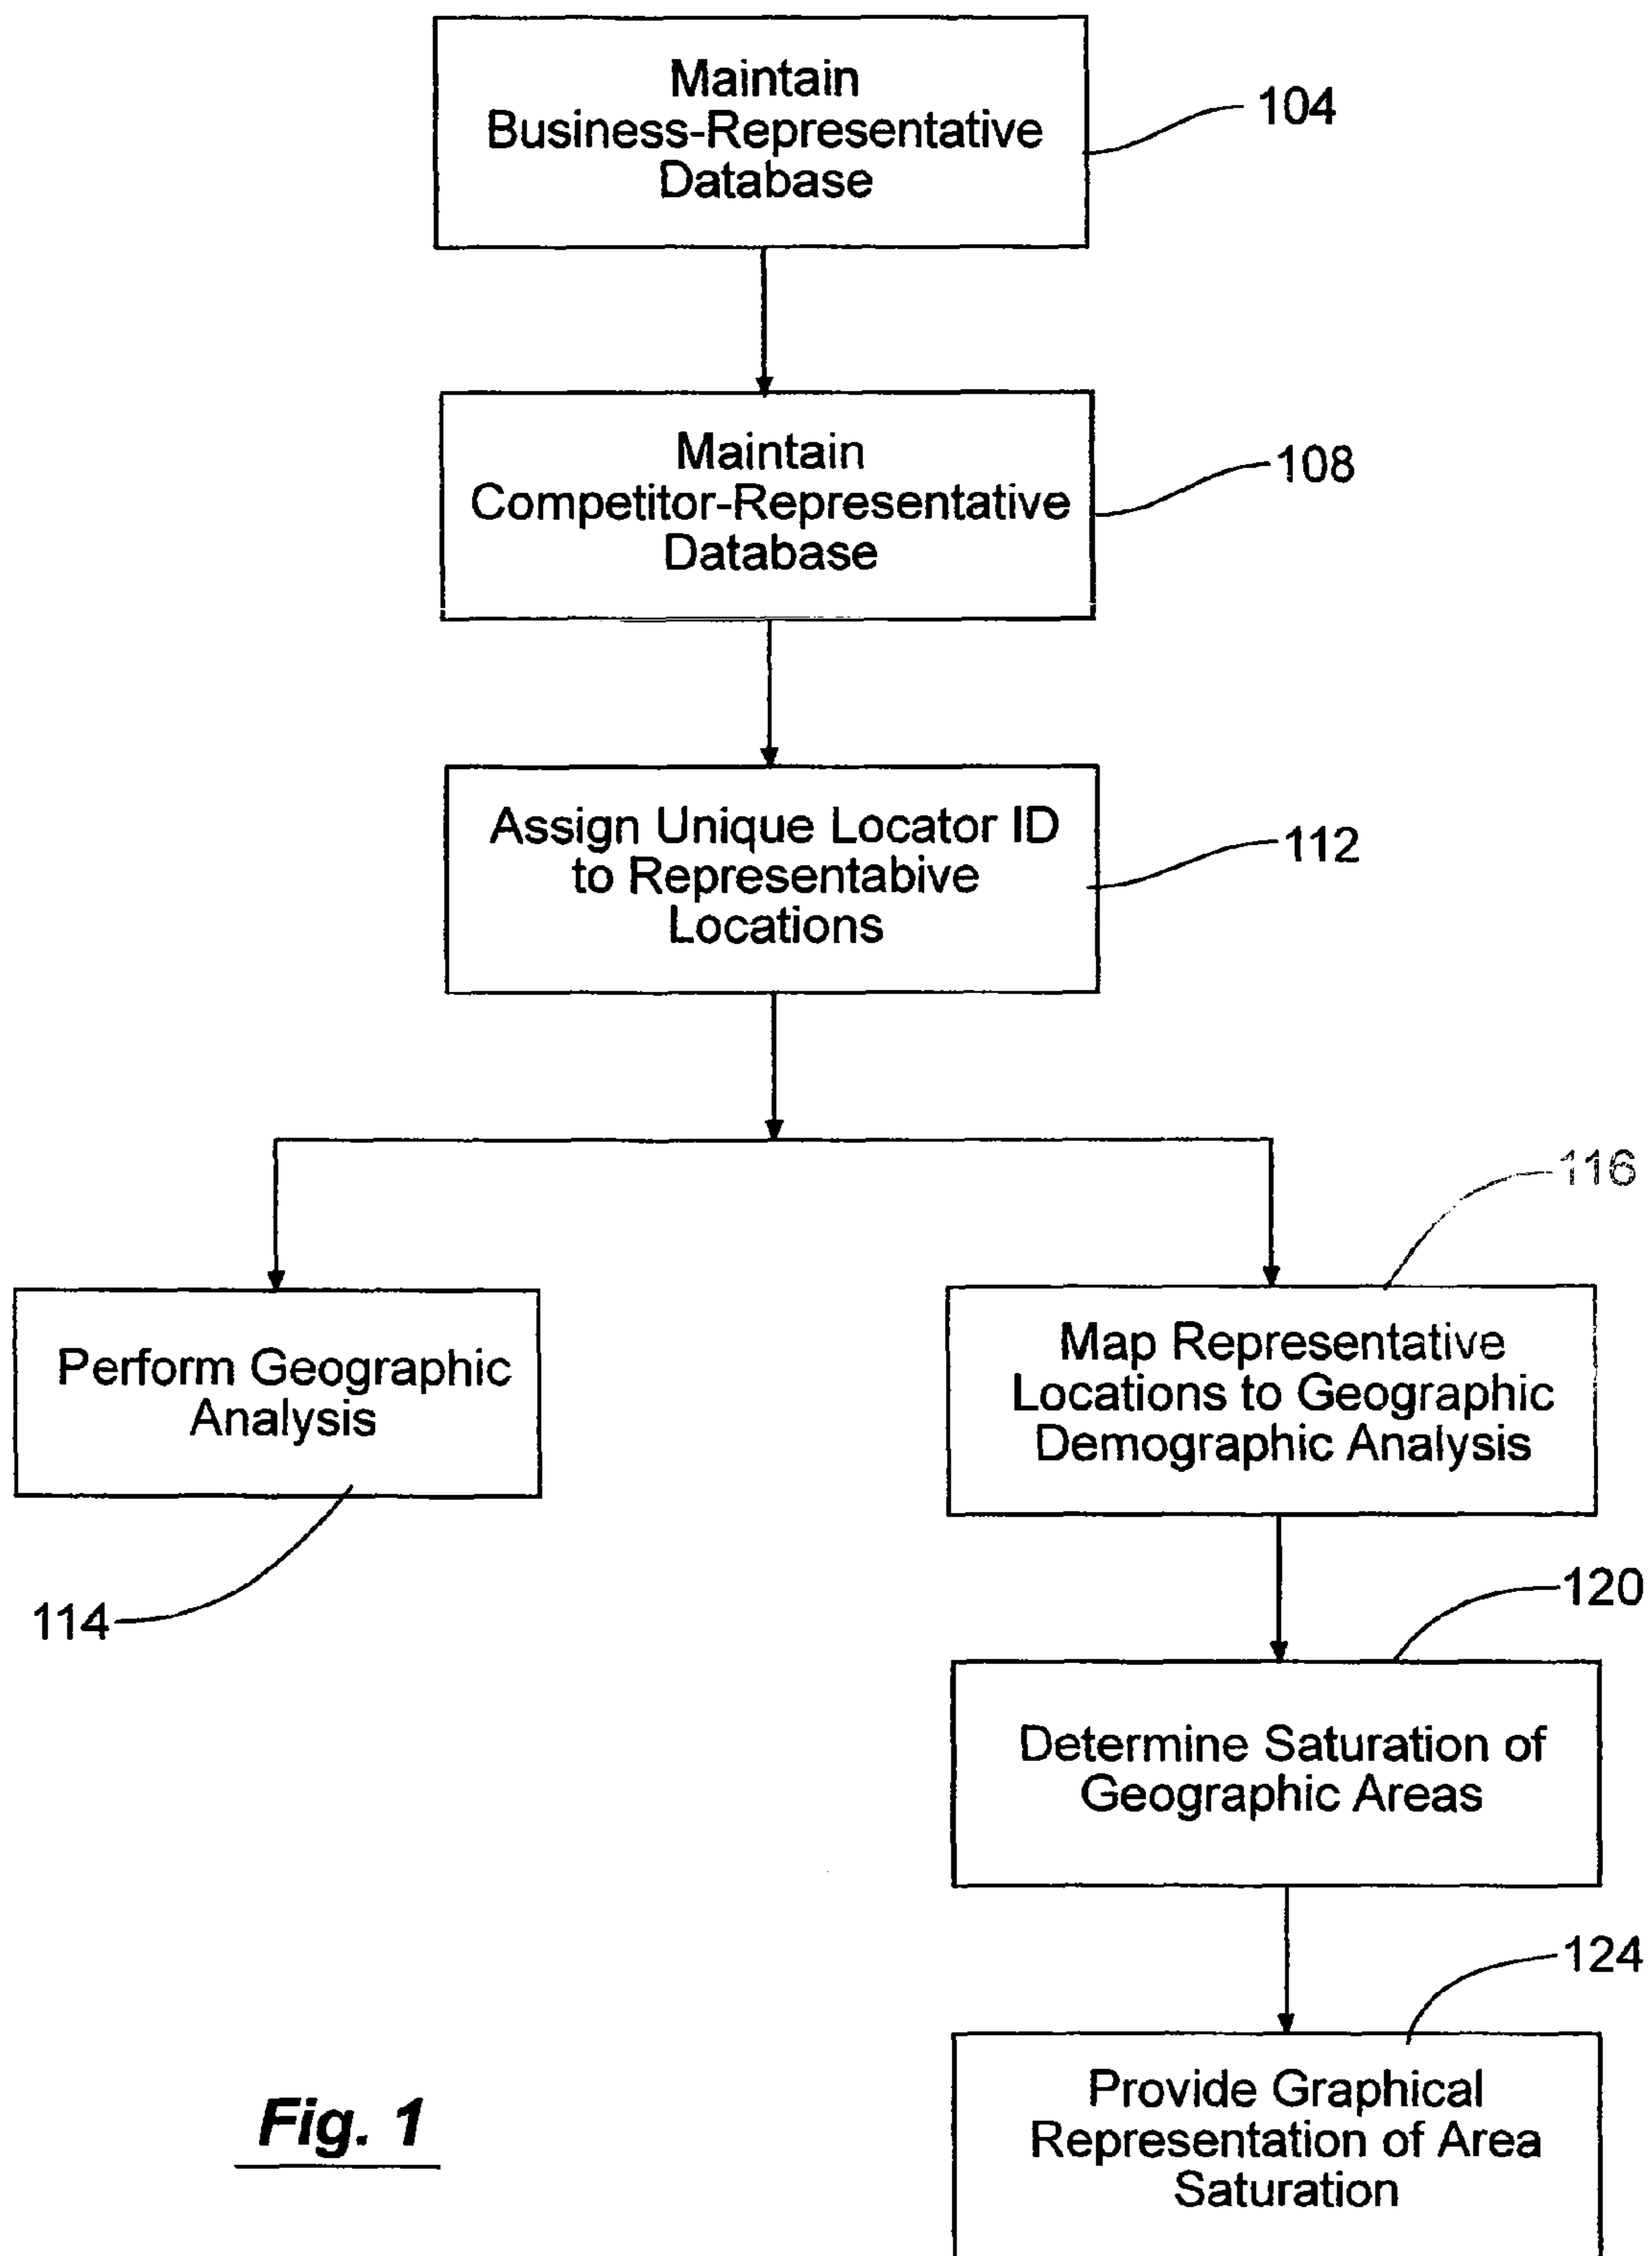 Maintain
Business-Representative
Database
104
Maintain
Competitor-Representative
Database
108
Assign Unique Locator ID
to Representabive
Locations
112
116
Perform Geographic
Analysis
114
Map Representative
Locations to Geographic
Demographic Analysis
120
Determine Saturation of
Geographic Areas
124
Provide Graphical
Representation of Area
Saturation
Fig. 1